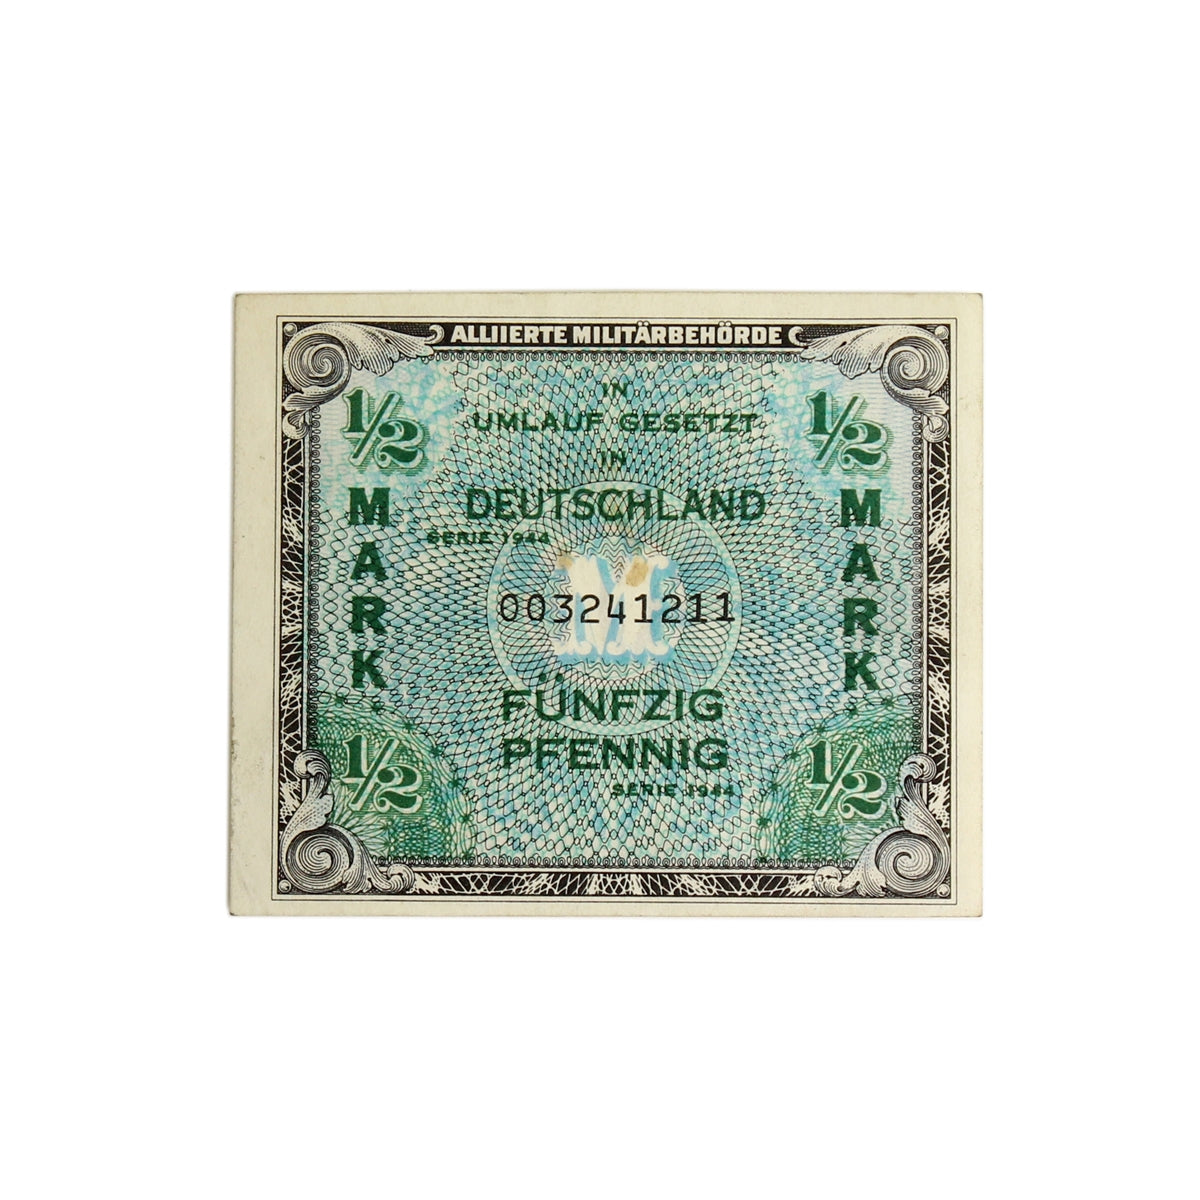 ALLIIERTE MILITÄRBEHÖRDE
1/2
1/2
IN
UMLAUF GESETZT
IN
DEUTSCHLAND
SERIE 1944
MARK
MARK
M
003241211
FÜNFZIG
PFENNIG
SERIE 1944
1/2
1/2